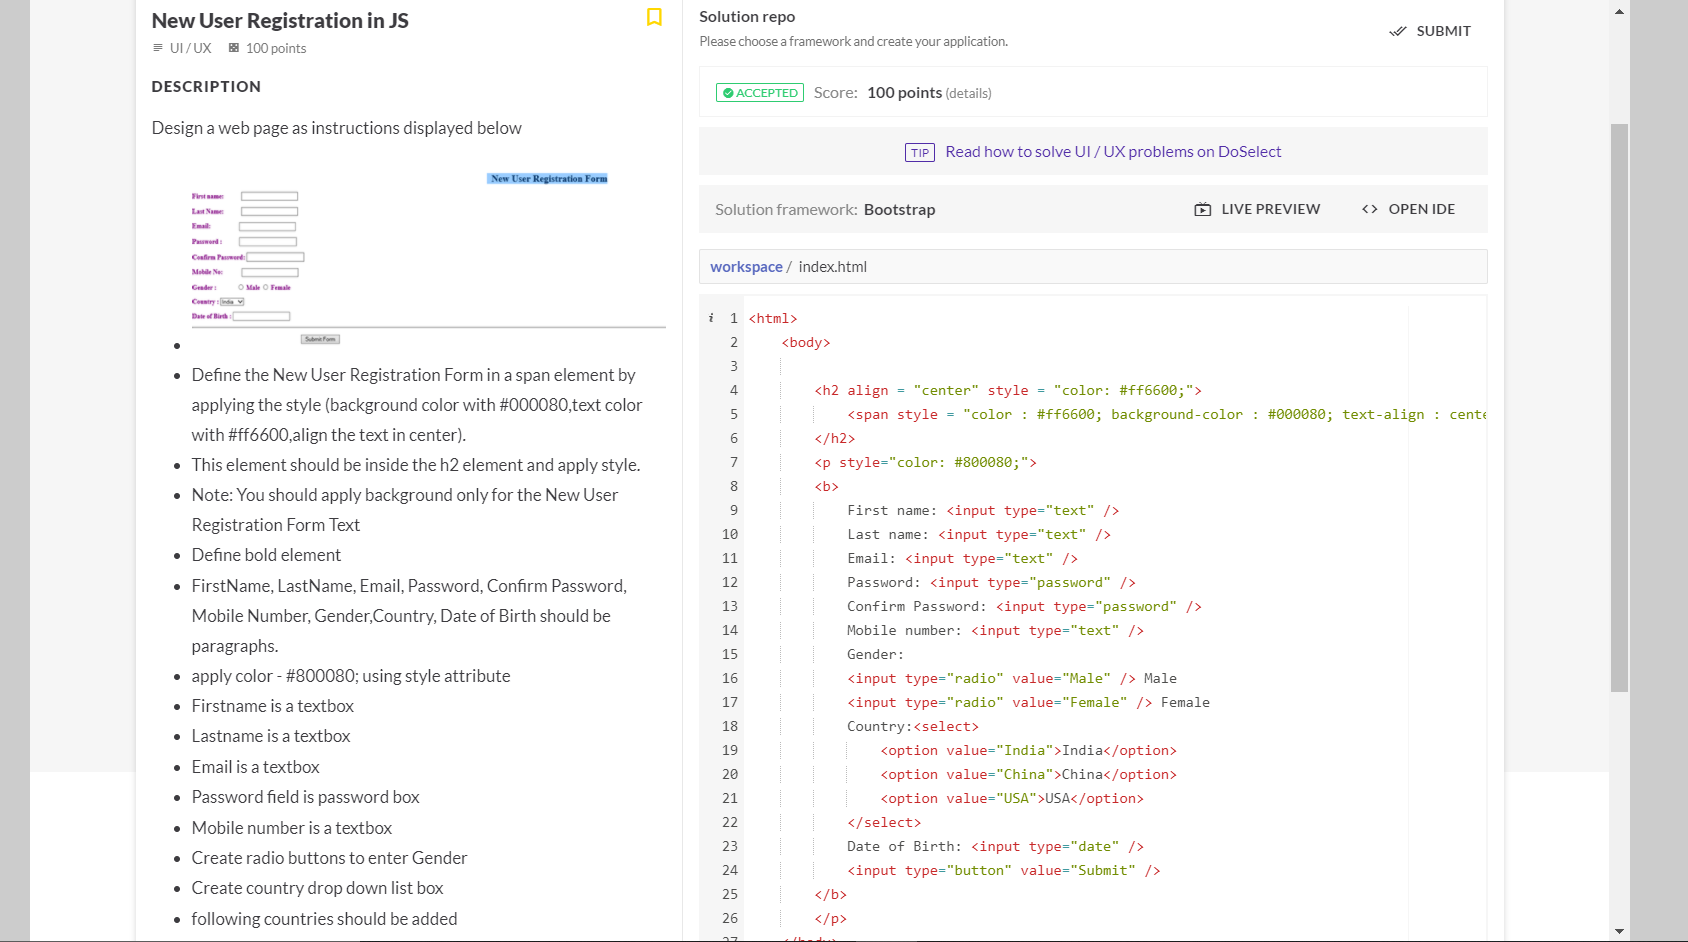 New User Registration in JS
UI / UX 100 points
DESCRIPTION
Design a web page as instructions displayed below
New User Registration Form
First name:
Last Name:
Email:
Password :
Confirm Password:
Mobile No:
Gender : Male Female
Country : India
Date of Birth :
Submit Form
Define the New User Registration Form in a span element by
applying the style (background color with #000080,text color
with #ff6600,align the text in center).
This element should be inside the h2 element and apply style.
Note: You should apply background only for the New User
Registration Form Text
Define bold element
FirstName, LastName, Email, Password, Confirm Password,
Mobile Number, Gender,Country, Date of Birth should be
paragraphs.
apply color - #800080; using style attribute
Firstname is a textbox
Lastname is a textbox
Email is a textbox
Password field is password box
Mobile number is a textbox
Create radio buttons to enter Gender
Create country drop down list box
following countries should be added
Solution repo
Please choose a framework and create your application.
SUBMIT
ACCEPTED Score: 100 points (details)
TIP Read how to solve UI / UX problems on DoSelect
Solution framework: Bootstrap LIVE PREVIEW <> OPEN IDE
workspace / index.html
i 1 <html>
2 <body>
3
4 <h2 align = "center" style = "color: #ff6600;">
5 <span style = "color : #ff6600; background-color : #000080; text-align : cente
6 </h2>
7 <p style="color: #800080;">
8 <b>
9 First name: <input type="text" />
10 Last name: <input type="text" />
11 Email: <input type="text" />
12 Password: <input type="password" />
13 Confirm Password: <input type="password" />
14 Mobile number: <input type="text" />
15 Gender:
16 <input type="radio" value="Male" /> Male
17 <input type="radio" value="Female" /> Female
18 Country:<select>
19 <option value="India">India</option>
20 <option value="China">China</option>
21 <option value="USA">USA</option>
22 </select>
23 Date of Birth: <input type="date" />
24 <input type="button" value="Submit" />
25 </b>
26 </p>
27 </body>